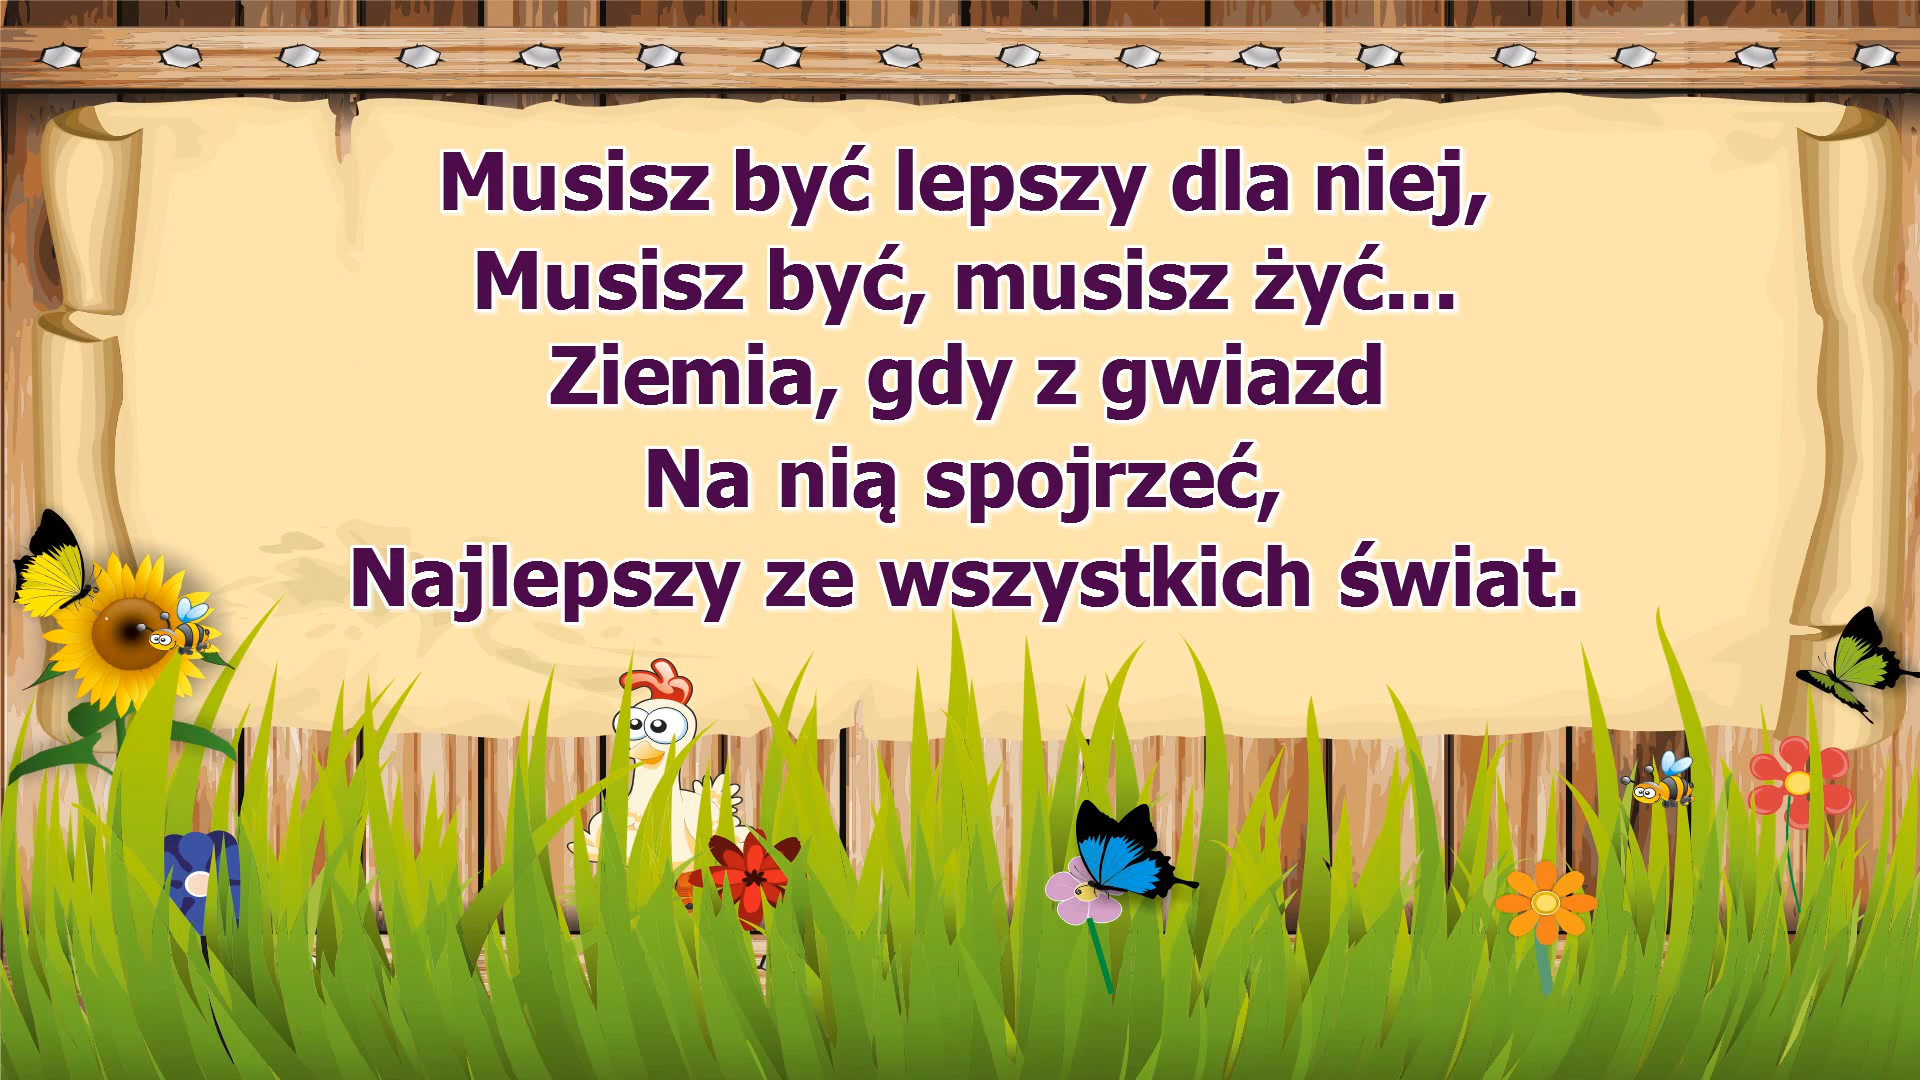 Musisz być lepszy dla niej,
Musisz być, musisz żyć...
Ziemia, gdy z gwiazd
Na nią spojrzeć,
Najlepszy ze wszystkich świat.